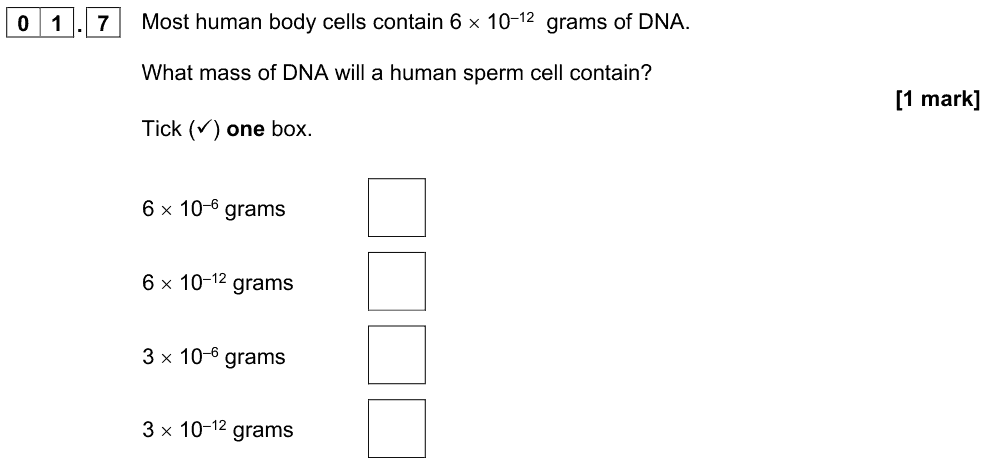 0 1 . 7 Most human body cells contain 6 × 10⁻¹² grams of DNA.
What mass of DNA will a human sperm cell contain?
[1 mark]
Tick (✓) one box.
6 × 10⁻⁶ grams
6 × 10⁻¹² grams
3 × 10⁻⁶ grams
3 × 10⁻¹² grams